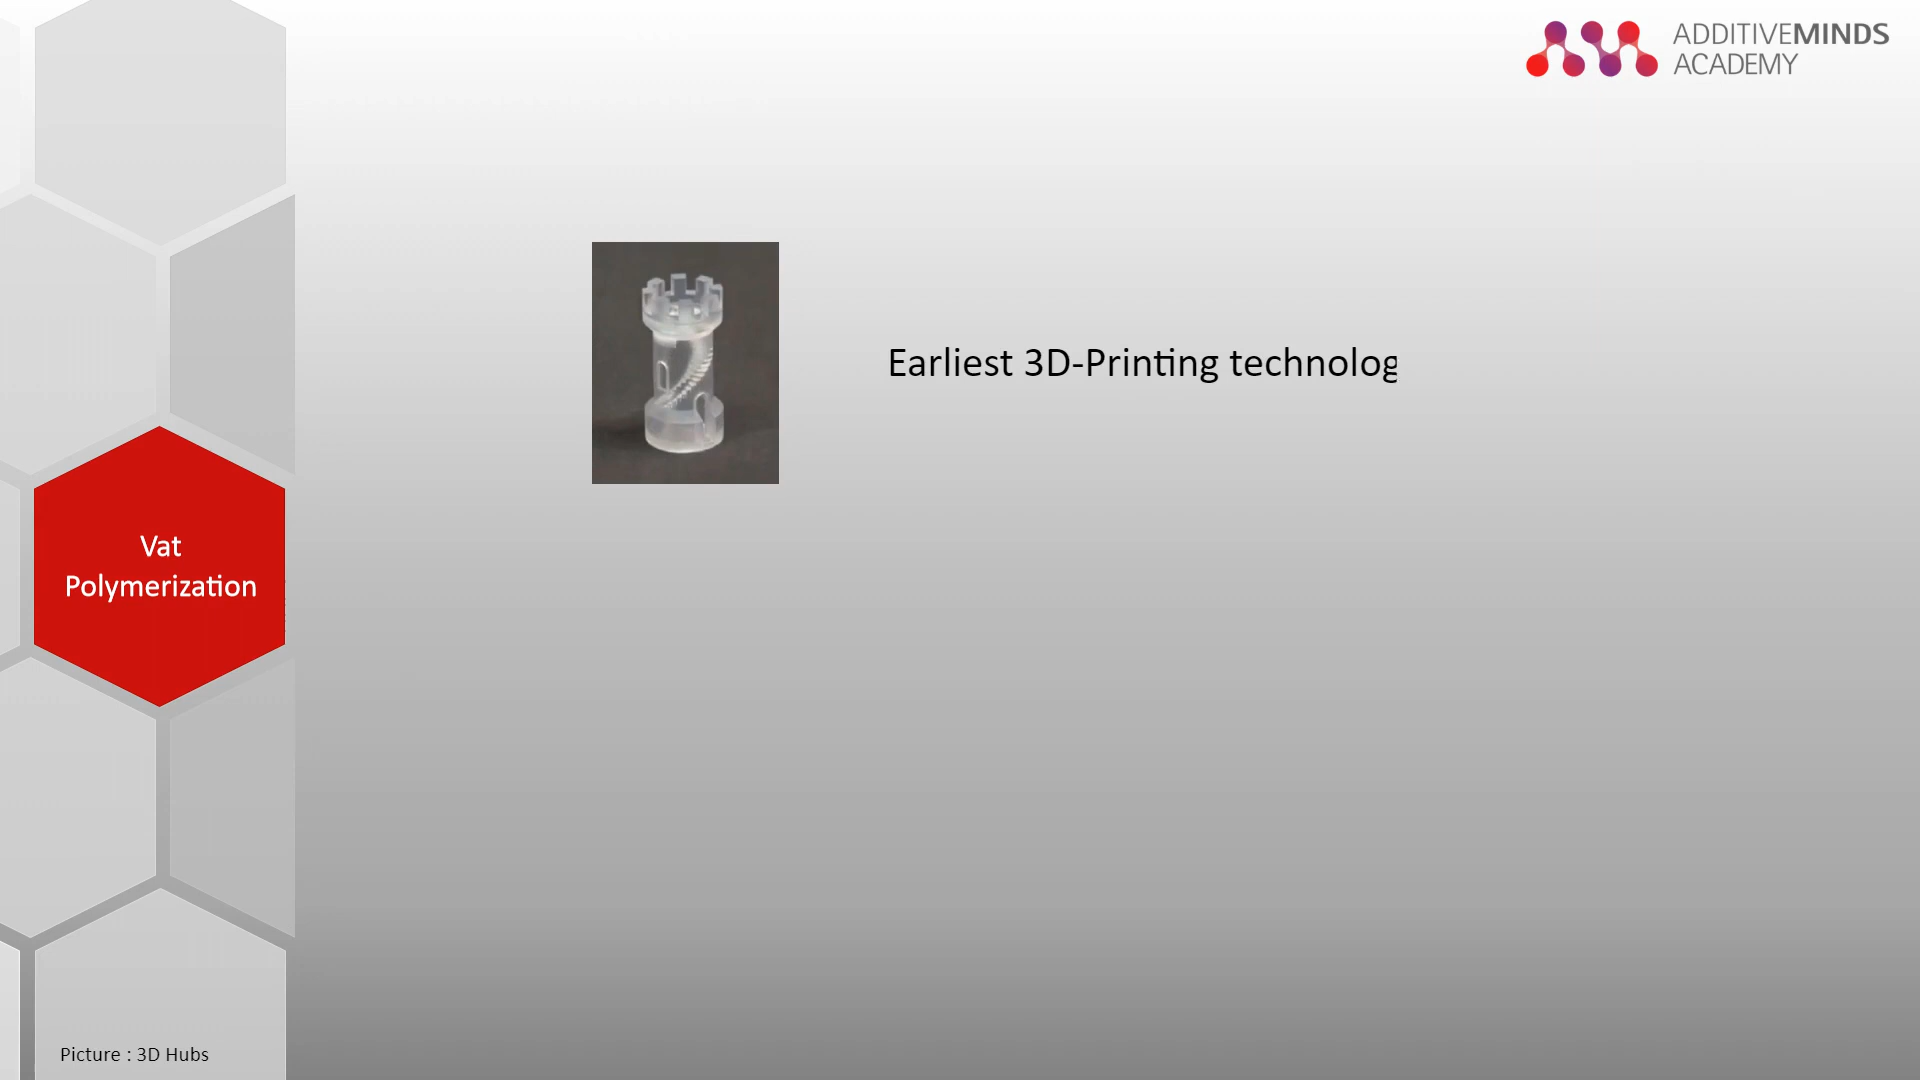 ADDITIVEMINDS
ACADEMY
Earliest 3D-Printing technolog
Vat
Polymerization
Picture : 3D Hubs